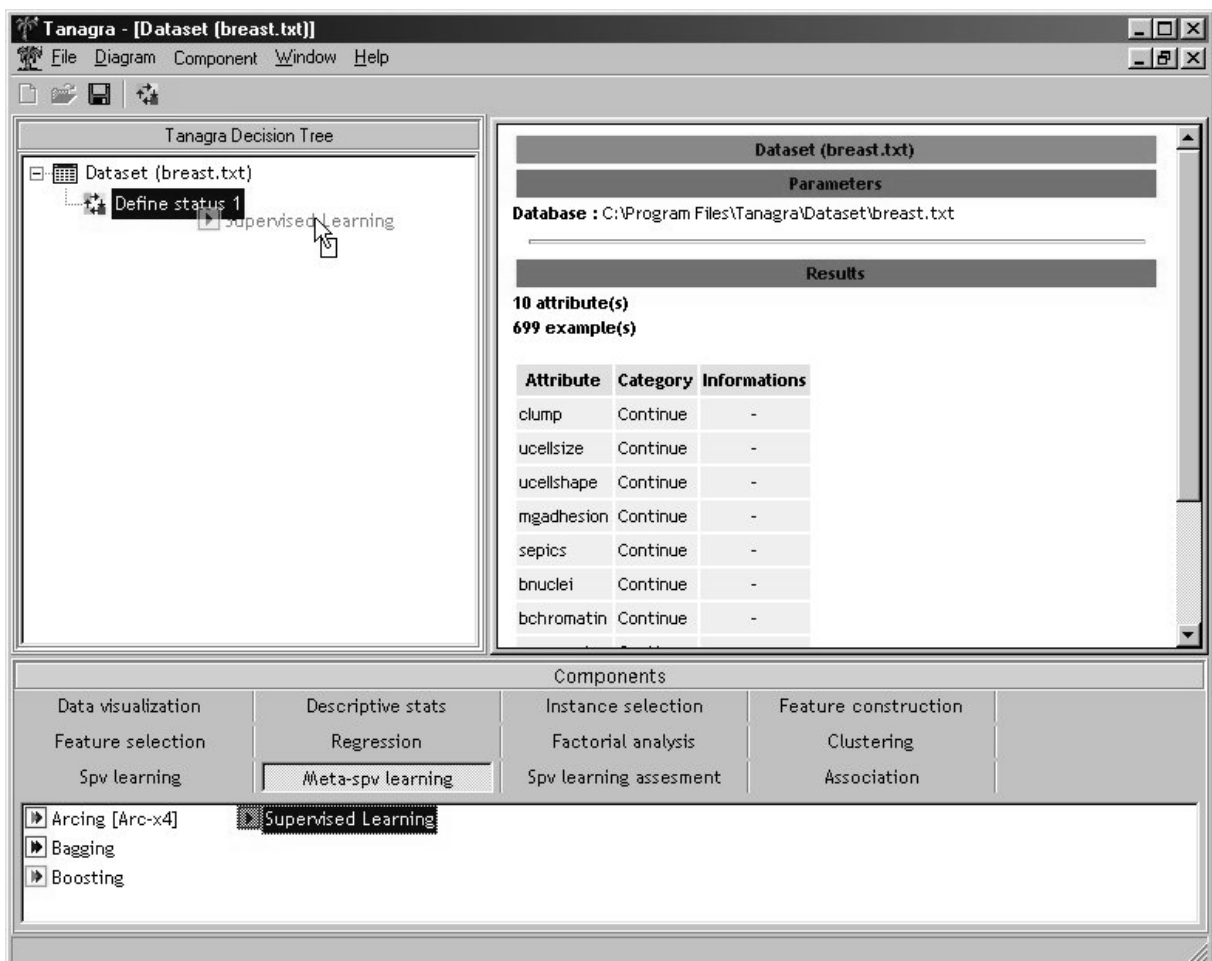 Tanagra - [Dataset (breast.txt)]
File Diagram Component Window Help
Tanagra Decision Tree
Dataset (breast.txt)
Define status 1
Supervised Learning
Dataset (breast.txt)
Parameters
Database : C:\Program Files\Tanagra\Dataset\breast.txt
Results
10 attribute(s)
699 example(s)
Attribute Category Informations
clump Continue -
ucellsize Continue -
ucellshape Continue -
mgadhesion Continue -
sepics Continue -
bnuclei Continue -
bchromatin Continue -
Components
Data visualization Descriptive stats Instance selection Feature construction
Feature selection Regression Factorial analysis Clustering
Spv learning Meta-spv learning Spv learning assesment Association
Arcing [Arc-x4] Supervised Learning
Bagging
Boosting